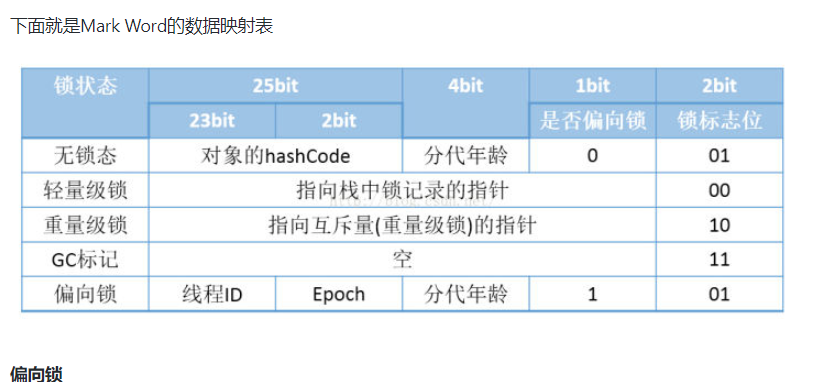 下面就是Mark Word的数据映射表
锁状态 25bit 4bit 1bit 2bit
23bit 2bit 是否偏向锁 锁标志位
无锁态 对象的hashCode 分代年龄 0 01
轻量级锁 指向栈中锁记录的指针 00
重量级锁 指向互斥量(重量级锁)的指针 10
GC标记 空 11
偏向锁 线程ID Epoch 分代年龄 1 01
偏向锁